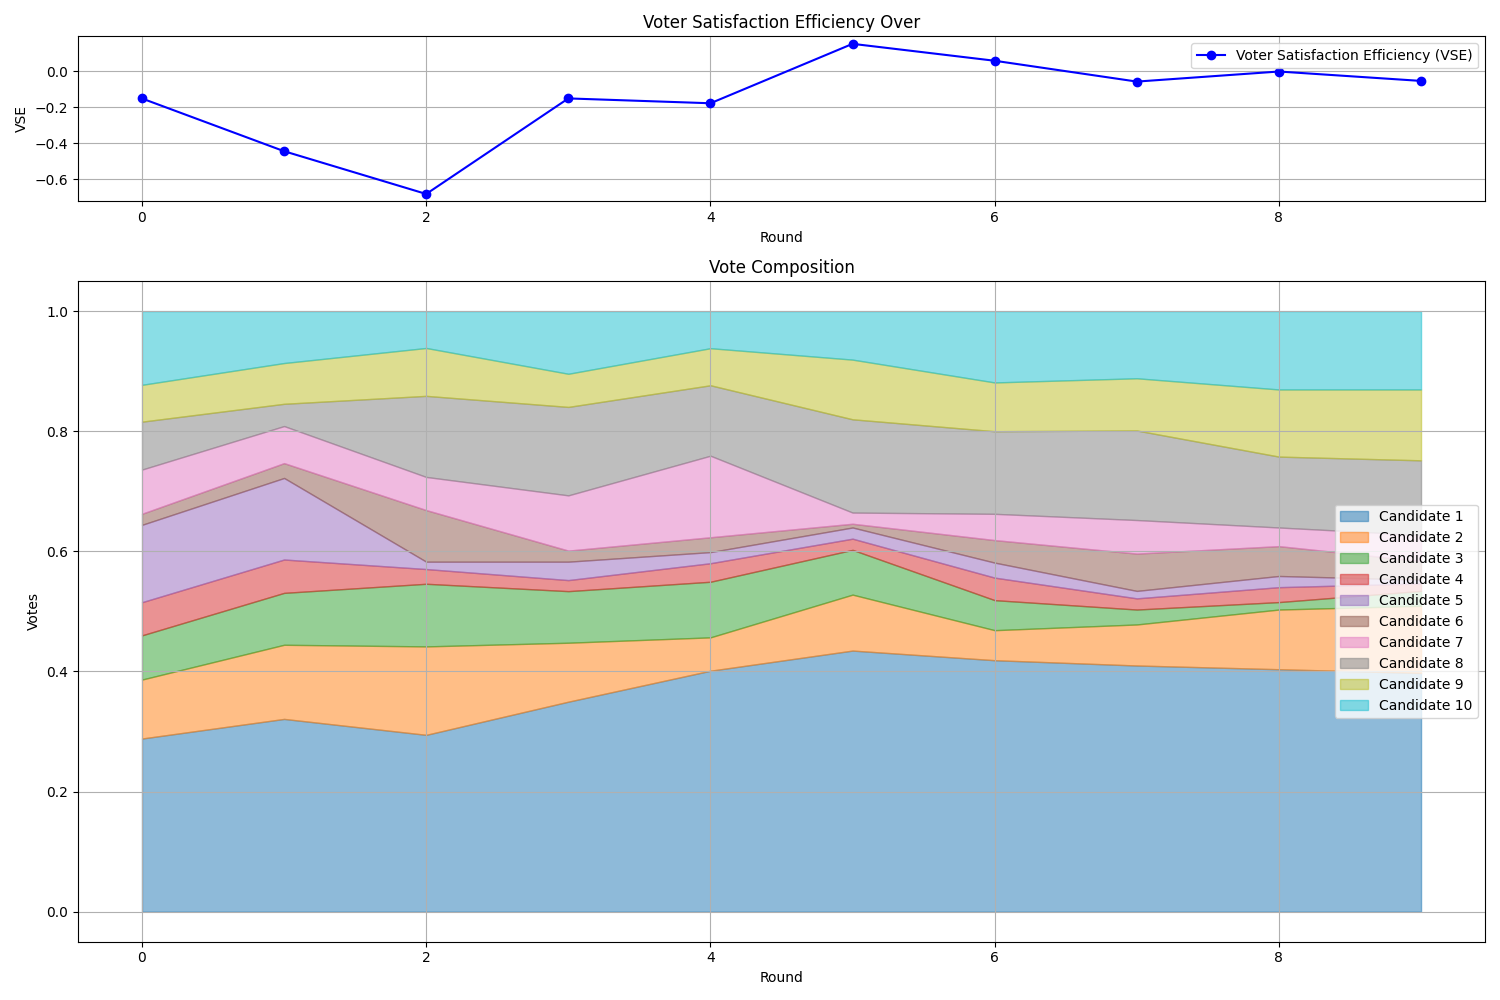 Voter Satisfaction Efficiency Over
Voter Satisfaction Efficiency (VSE)
0.0
−0.2
−0.4
−0.6
VSE
0 2 4 6 8
Round
Vote Composition
1.0
0.8
0.6
0.4
0.2
0.0
Votes
Candidate 1
Candidate 2
Candidate 3
Candidate 4
Candidate 5
Candidate 6
Candidate 7
Candidate 8
Candidate 9
Candidate 10
0 2 4 6 8
Round